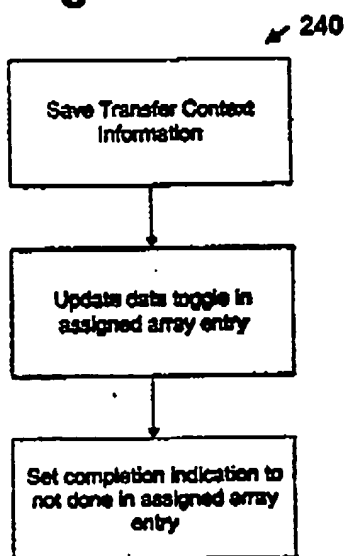 240
Save Transfer Context
Information
Update data toggle in
assigned array entry
Set completion indication to
not done in assigned array
entry